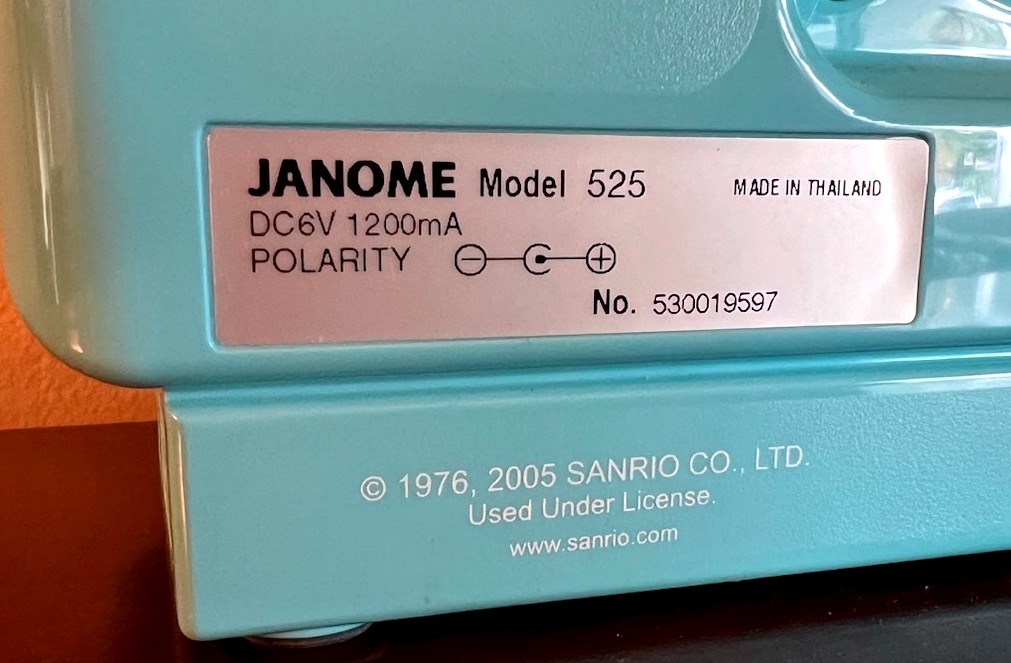 JANOME Model 525 MADE IN THAILAND
DC6V 1200mA
POLARITY
No. 530019597
© 1976, 2005 SANRIO CO., LTD.
Used Under License.
www.sanrio.com